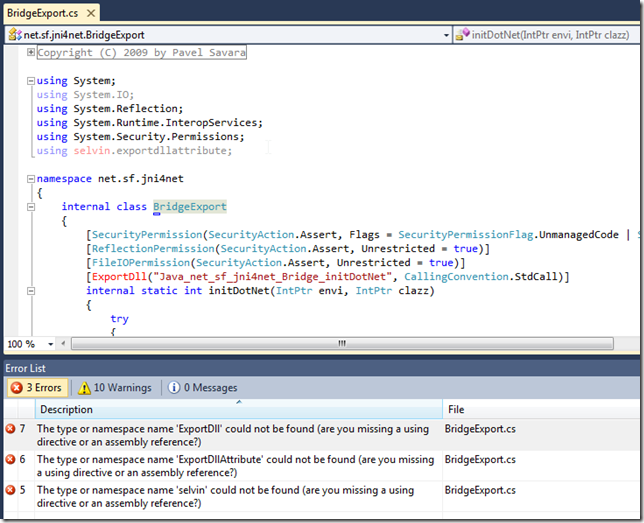 BridgeExport.cs
net.sf.jni4net.BridgeExport
initDotNet(IntPtr envi, IntPtr clazz)
Copyright (C) 2009 by Pavel Savara
using System;
using System.IO;
using System.Reflection;
using System.Runtime.InteropServices;
using System.Security.Permissions;
using selvin.exportdllattribute;
namespace net.sf.jni4net
{
internal class BridgeExport
{
[SecurityPermission(SecurityAction.Assert, Flags = SecurityPermissionFlag.UnmanagedCode | S
[ReflectionPermission(SecurityAction.Assert, Unrestricted = true)]
[FileIOPermission(SecurityAction.Assert, Unrestricted = true)]
[ExportDll("Java_net_sf_jni4net_Bridge_initDotNet", CallingConvention.StdCall)]
internal static int initDotNet(IntPtr envi, IntPtr clazz)
{
try
{
100 %
Error List
3 Errors
10 Warnings
0 Messages
Description
File
7 The type or namespace name 'ExportDll' could not be found (are you missing a using BridgeExport.cs
directive or an assembly reference?)
6 The type or namespace name 'ExportDllAttribute' could not be found (are you missing BridgeExport.cs
a using directive or an assembly reference?)
5 The type or namespace name 'selvin' could not be found (are you missing a using BridgeExport.cs
directive or an assembly reference?)